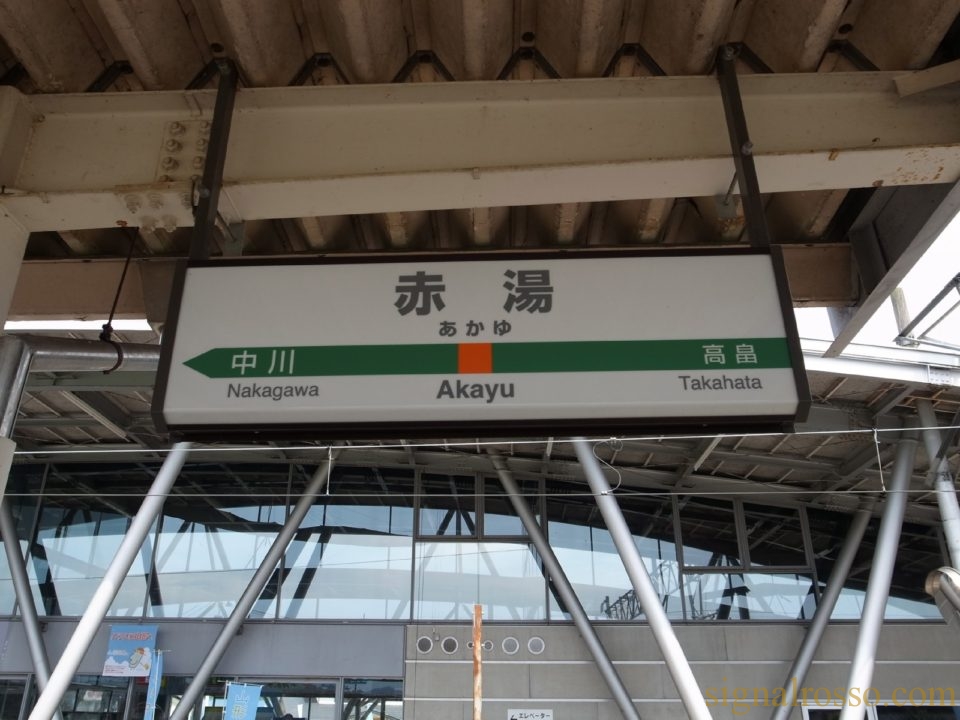 赤湯
あかゆ
中川 高畠
Nakagawa Akayu Takahata
エレベーター
signalrosso.com